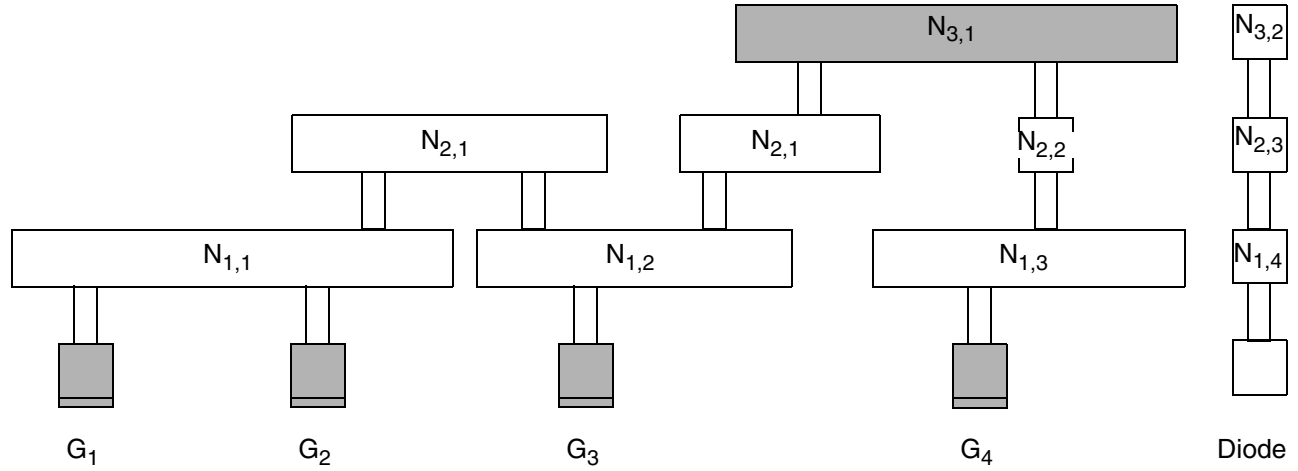 N3,1
N3,2
N2,1
N2,1
N2,2
N2,3
N1,1
N1,2
N1,3
N1,4
G1
G2
G3
G4
Diode